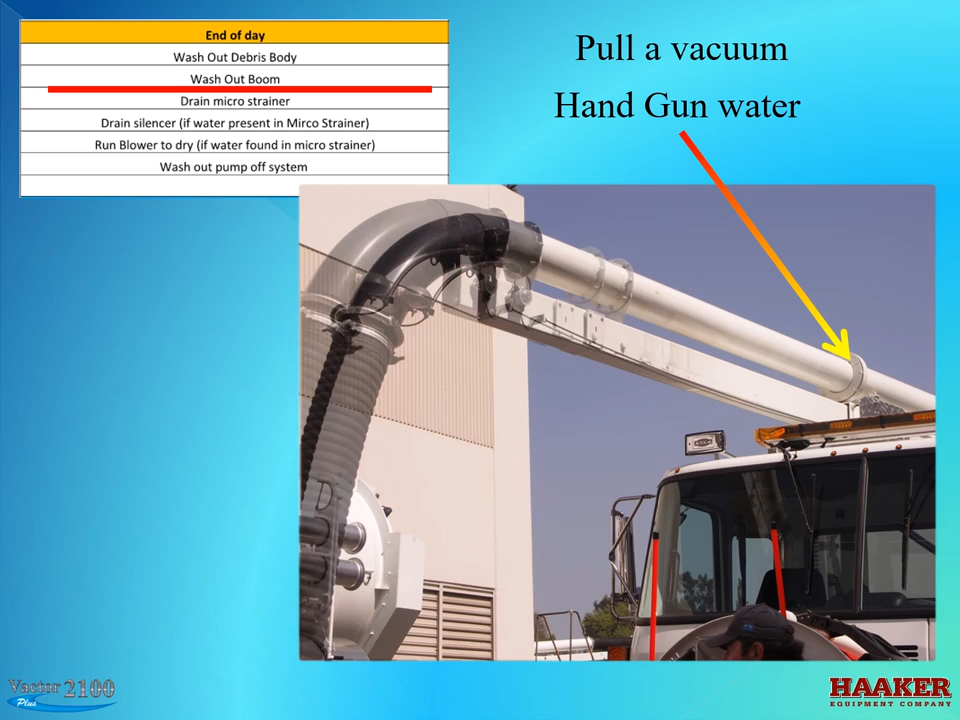 End of day
Wash Out Debris Body
Wash Out Boom
Drain micro strainer
Drain silencer (if water present in Mirco Strainer)
Run Blower to dry (if water found in micro strainer)
Wash out pump off system
Pull a vacuum
Hand Gun water
Vactor 2100
Plus
HAAKER
EQUIPMENT COMPANY